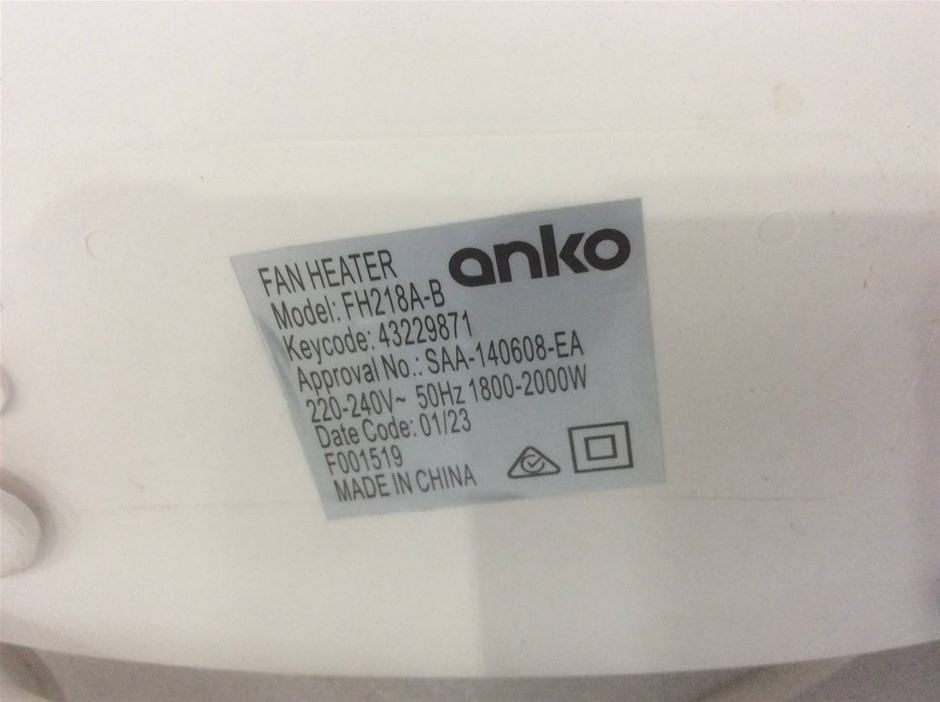 anko
FAN HEATER
Model: FH218A-B
Keycode: 43229871
Approval No.: SAA-140608-EA
220-240V~ 50Hz 1800-2000W
Date Code: 01/23
F001519
MADE IN CHINA